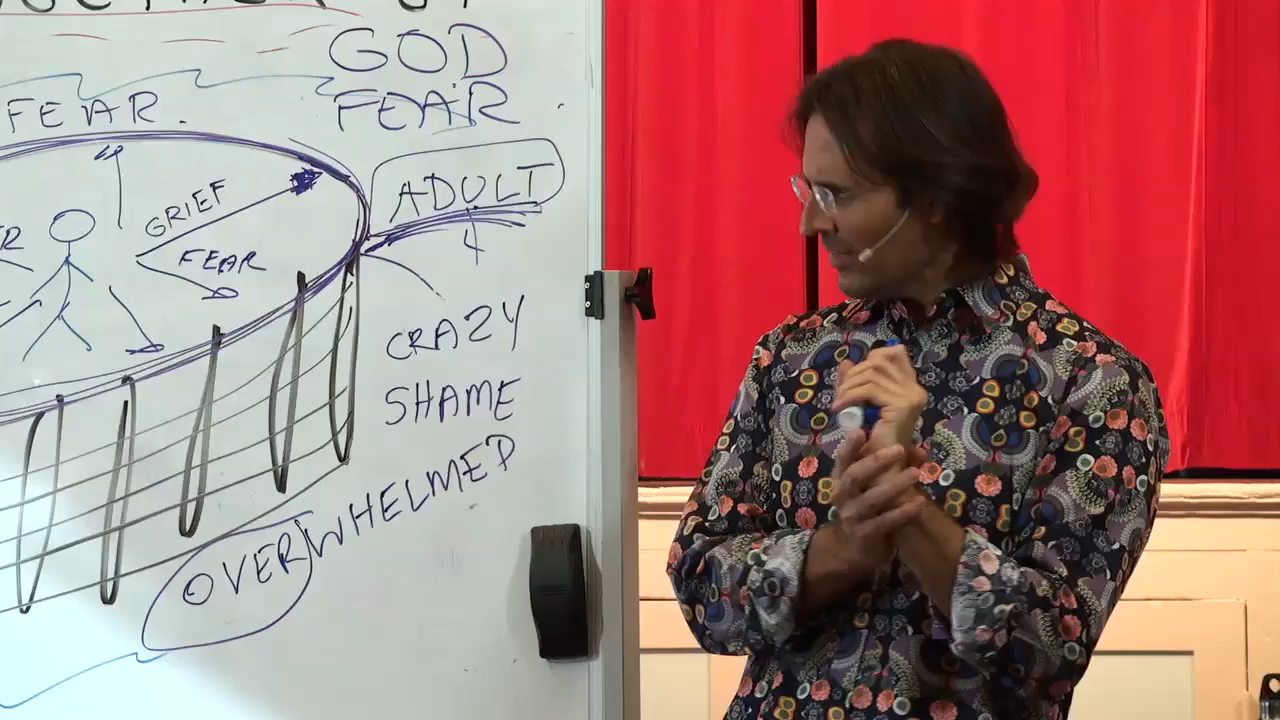 GOD
FEAR.
FEAR
ADULT
GRIEF
FEAR
CRAZY
SHAME
OVERWHELMED